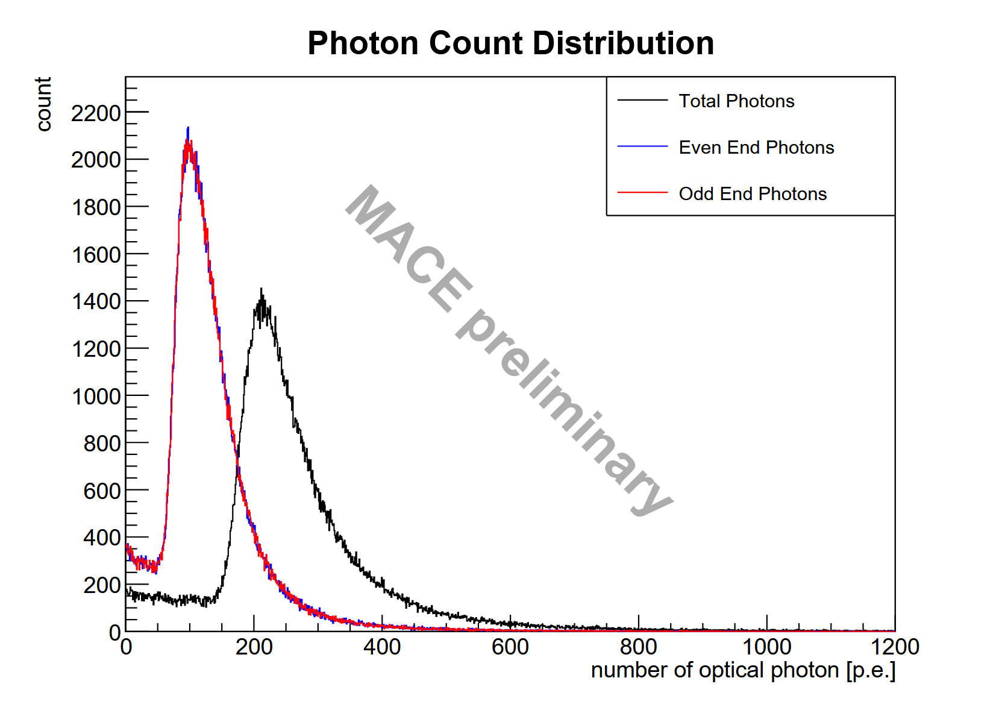 Photon Count Distribution
count
Total Photons
Even End Photons
Odd End Photons
MACE preliminary
2200
2000
1800
1600
1400
1200
1000
800
600
400
200
0
0 200 400 600 800 1000 1200
number of optical photon [p.e.]